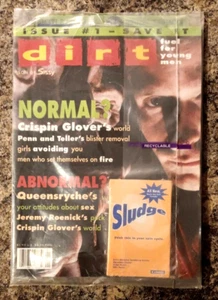 ISSUE #1 - SAVE IT
dirt
fuel
for
young
men
NORMAL?
Crispin Glover's world
Penn and Teller's blister removal
girls avoiding you
men who set themselves on fire
RECYCLABLE
ABNORMAL?
Queensryche's
your attitudes about sex
Jeremy Roenick's puck
Crispin Glover's world
Sludge